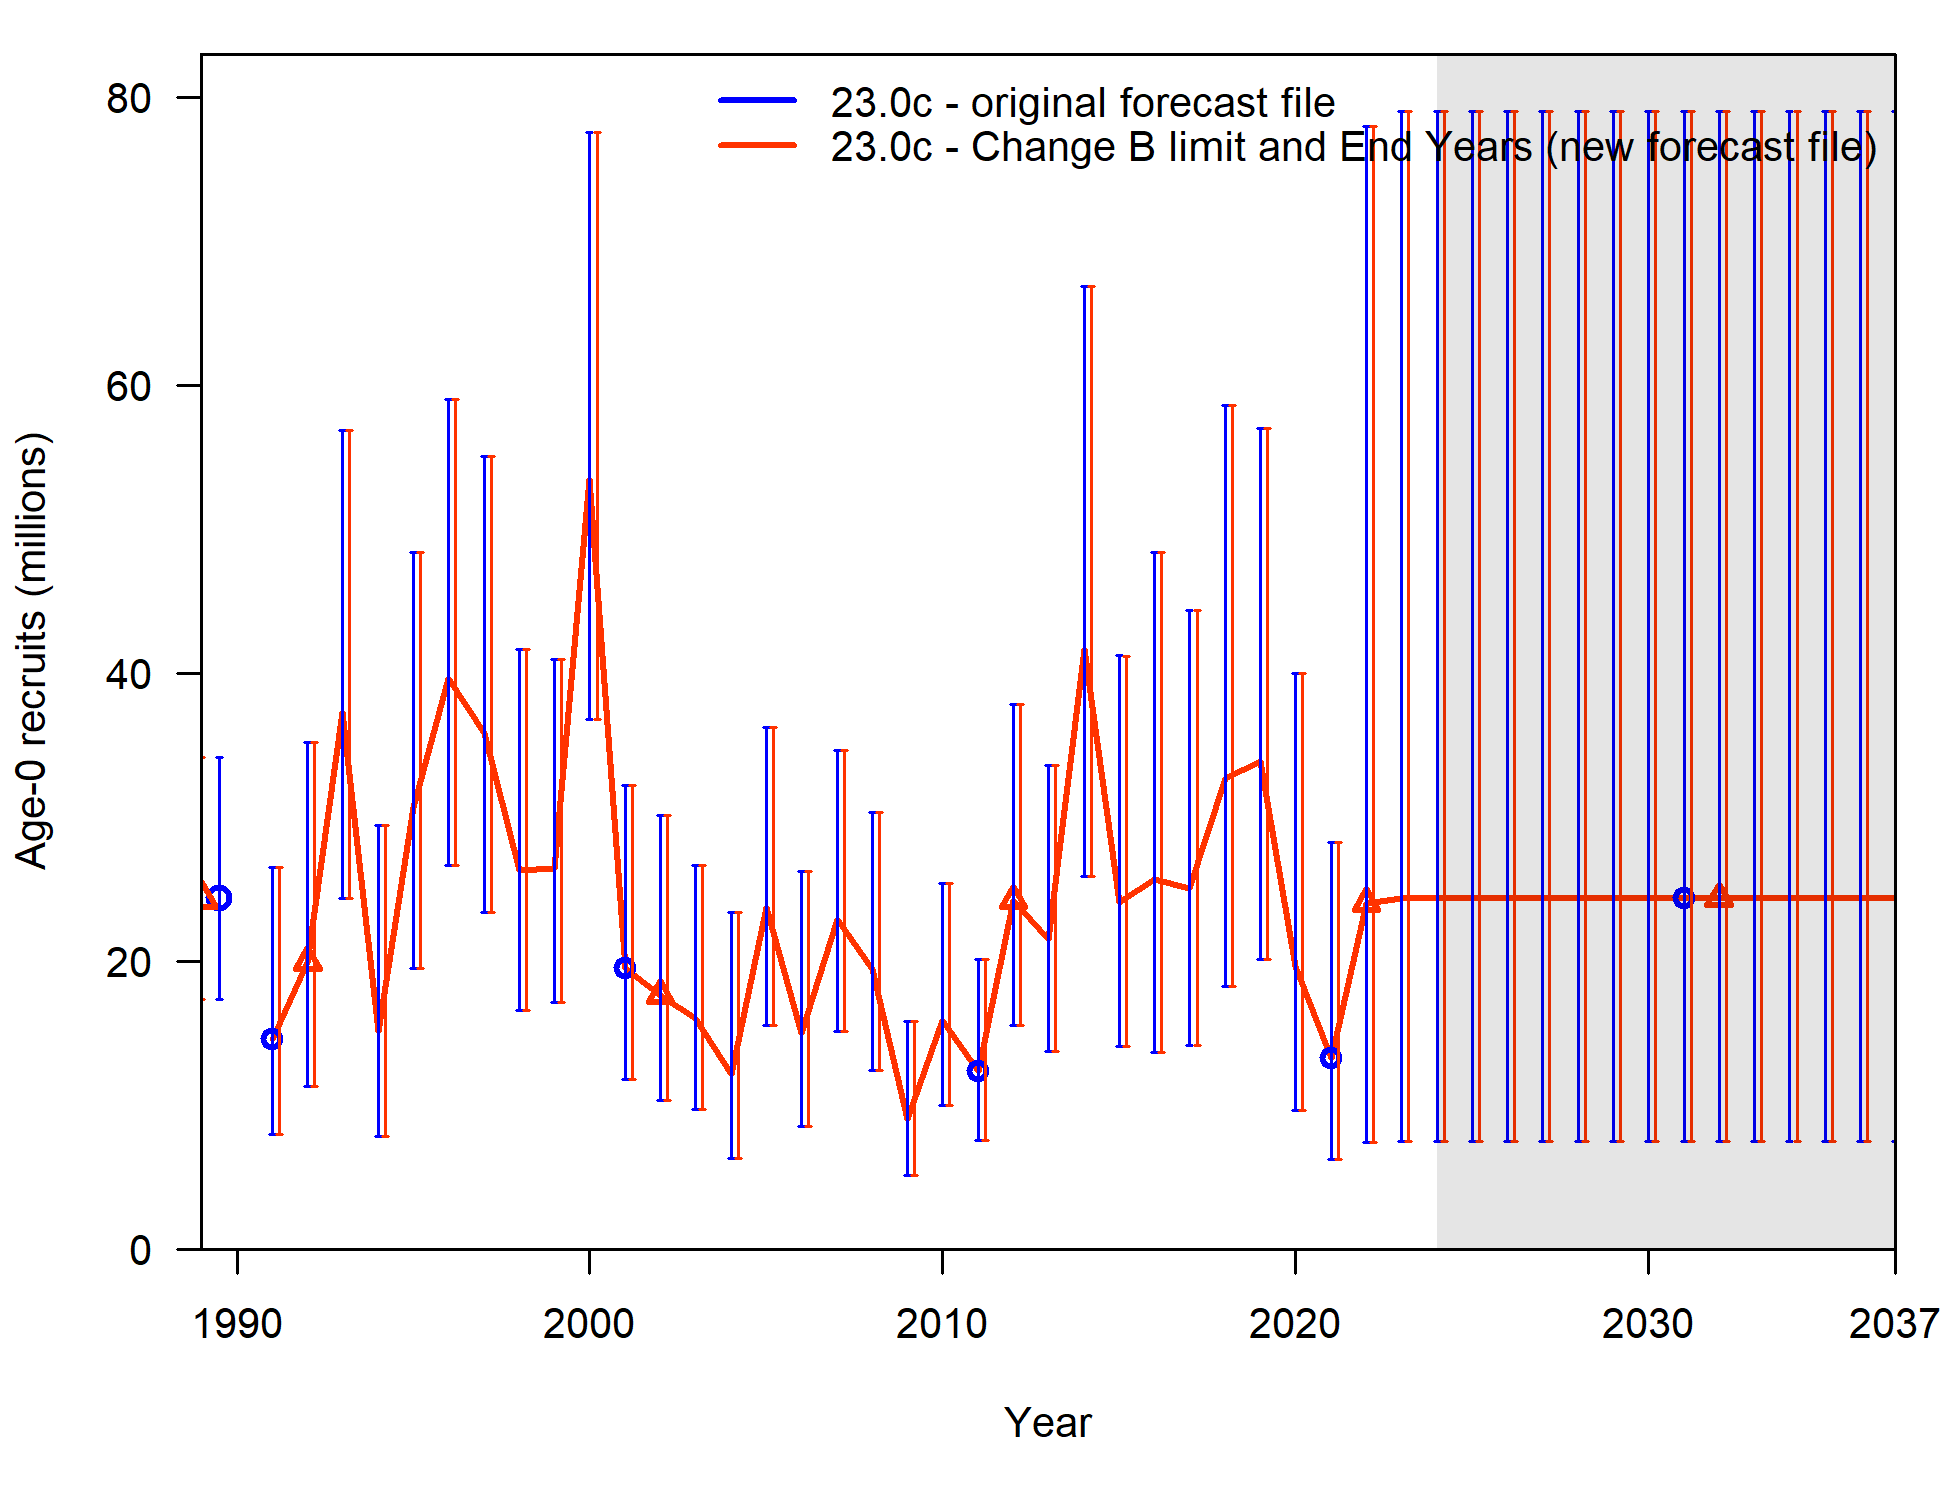 23.0c - original forecast file
23.0c - Change B limit and End Years (new forecast file)
Age-0 recruits (millions)
80
60
40
20
0
1990 2000 2010 2020 2030 2037
Year